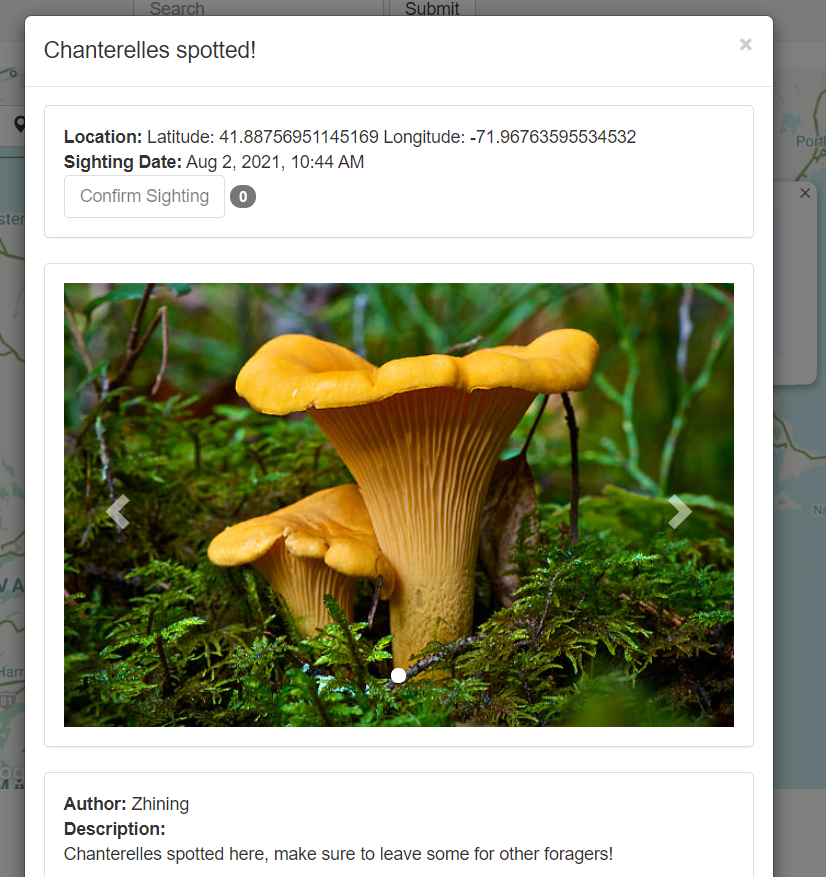 Search
Submit
Chanterelles spotted!
×
Location: Latitude: 41.88756951145169 Longitude: -71.96763595534532
Sighting Date: Aug 2, 2021, 10:44 AM
Confirm Sighting 0
Author: Zhining
Description:
Chanterelles spotted here, make sure to leave some for other foragers!